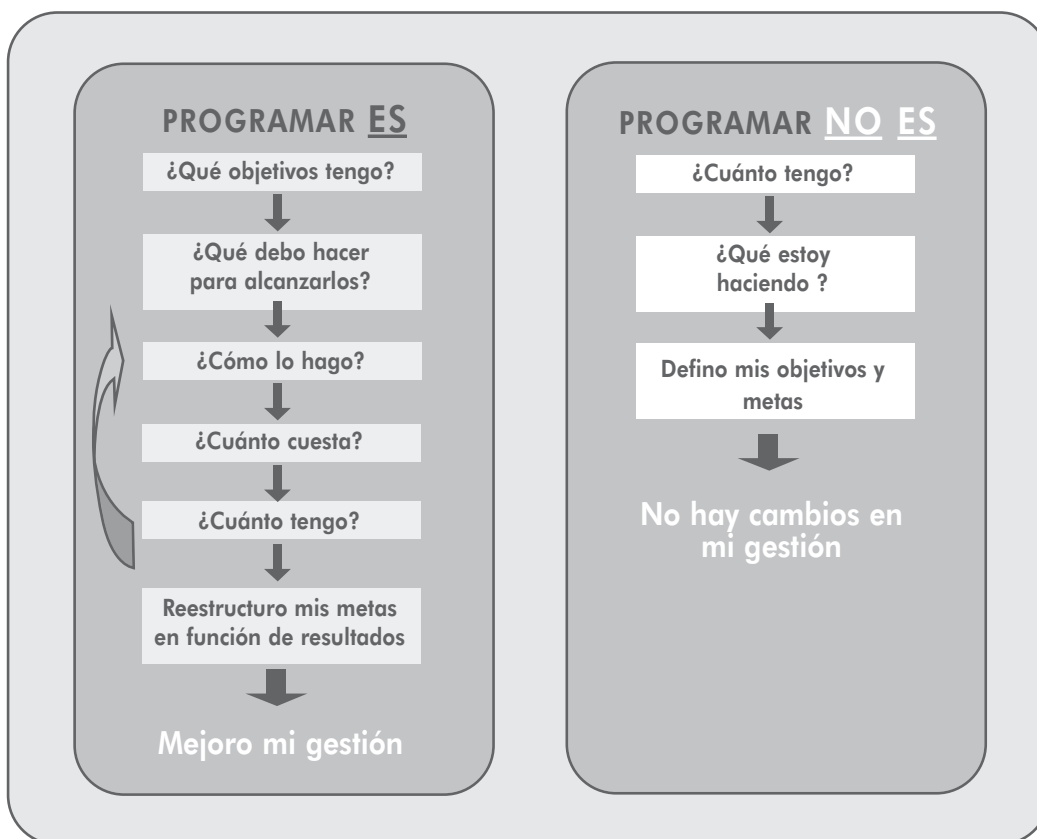 PROGRAMAR ES
¿Qué objetivos tengo?
¿Qué debo hacer
para alcanzarlos?
¿Cómo lo hago?
¿Cuánto cuesta?
¿Cuánto tengo?
Reestructuro mis metas
en función de resultados
Mejoro mi gestión
PROGRAMAR NO ES
¿Cuánto tengo?
¿Qué estoy
haciendo ?
Defino mis objetivos y
metas
No hay cambios en
mi gestión